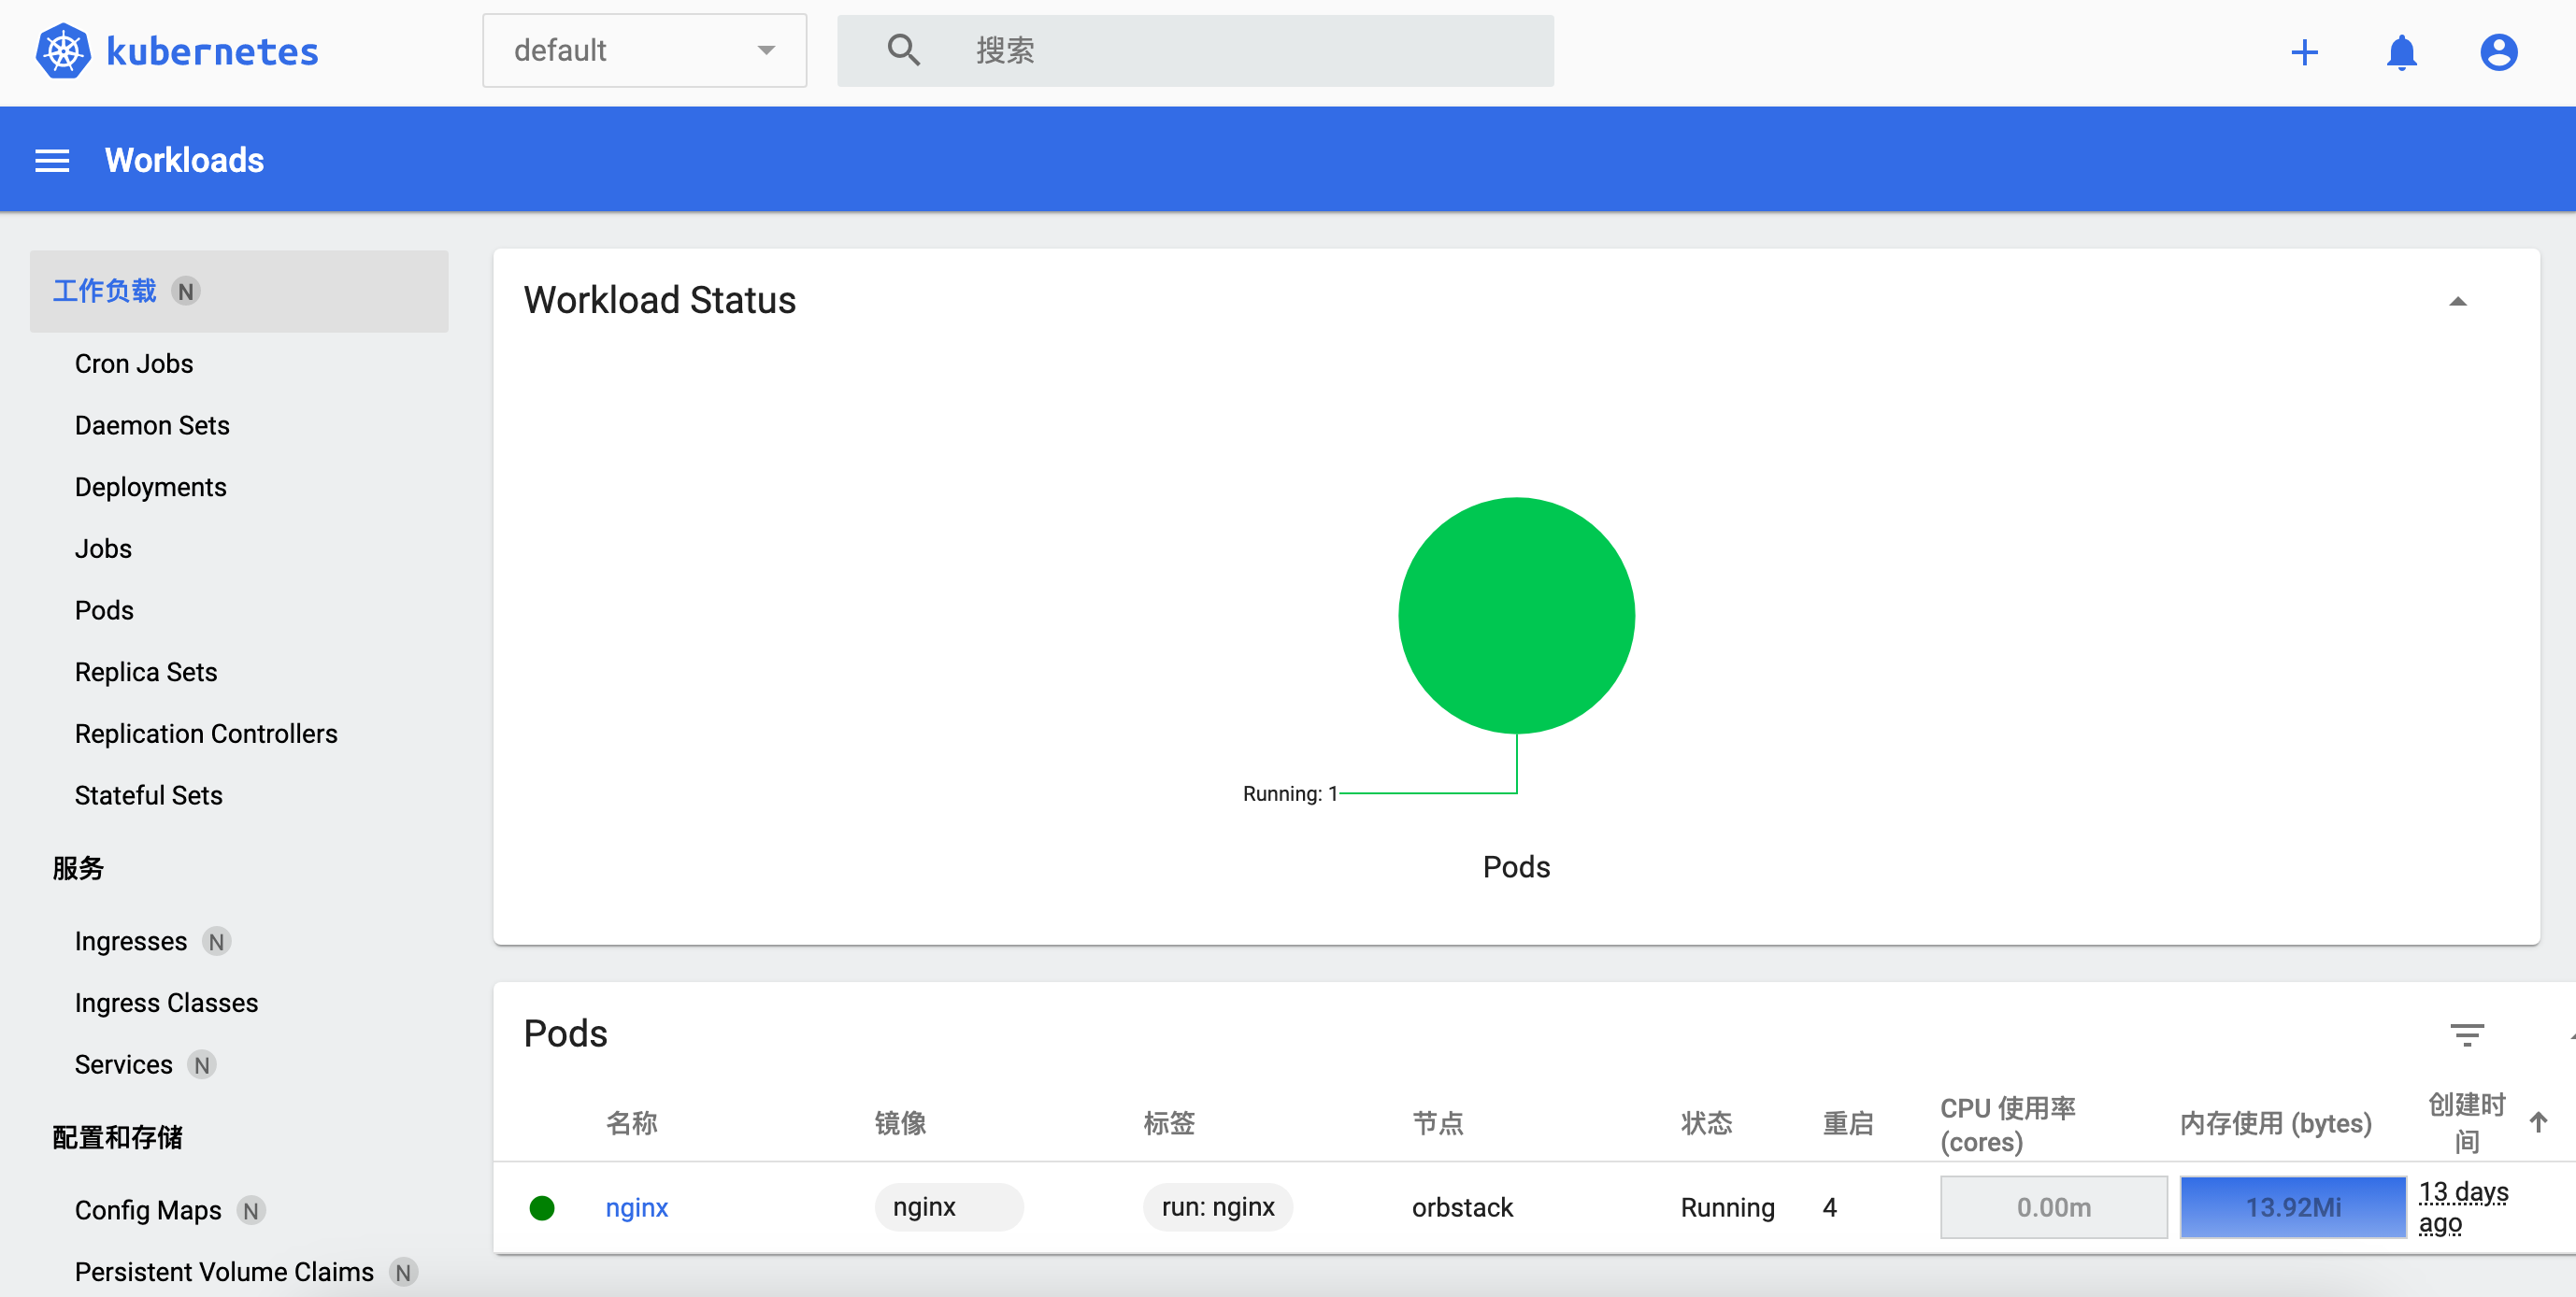 kubernetes
default
搜索
Workloads
工作负载 N
Cron Jobs
Daemon Sets
Deployments
Jobs
Pods
Replica Sets
Replication Controllers
Stateful Sets
服务
Ingresses N
Ingress Classes
Services N
配置和存储
Config Maps N
Persistent Volume Claims N
Workload Status
Running: 1
Pods
Pods
名称 镜像 标签 节点 状态 重启 CPU 使用率 (cores) 内存使用 (bytes) 创建时间
nginx nginx run: nginx orbstack Running 4 0.00m 13.92Mi 13 days ago